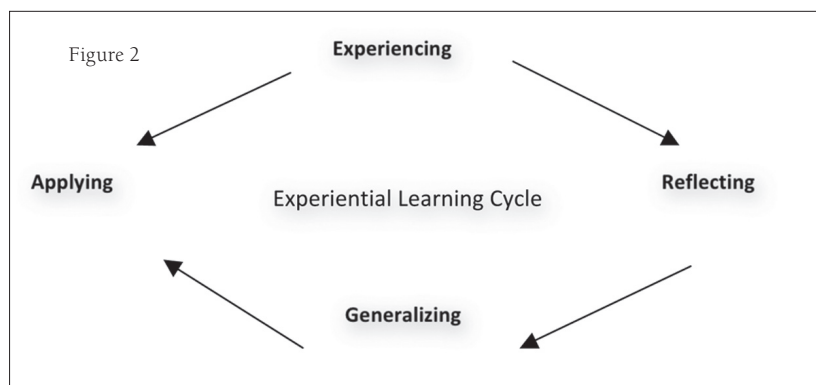 Figure 2
Experiencing
Applying
Experiential Learning Cycle
Reflecting
Generalizing